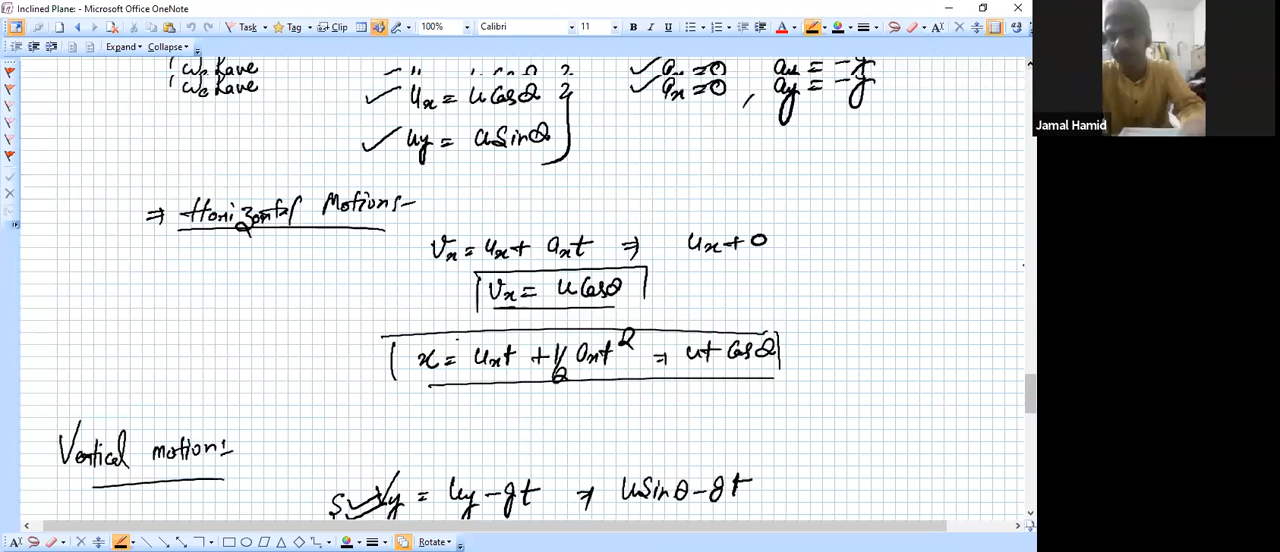 Inclined Plane: - Microsoft Office OneNote
100% Calibri 11 B I U
Task Tag Clip
Expand Collapse
we have
we have ux = u cosθ ax = 0 , ay = -g
uy = u sinθ
Jamal Hamid
⇒ Horizontal Motion:-
Vx = ux + axt ⇒ ux + 0
Vx = u cosθ
x = uxt + 1/2 axt² ⇒ ut cosθ
Vertical motion:-
Vy = uy - gt ⇒ u sinθ - gt
Rotate